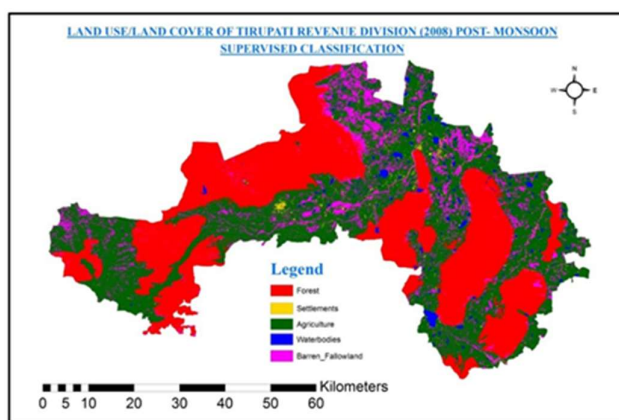 LAND USE/LAND COVER OF TIRUPATI REVENUE DIVISION (2008) POST- MONSOON
SUPERVISED CLASSIFICATION
N
W E
S
Legend
Forest
Settlements
Agriculture
Waterbodies
Barren_Fallowland
Kilometers
0 5 10 20 30 40 50 60